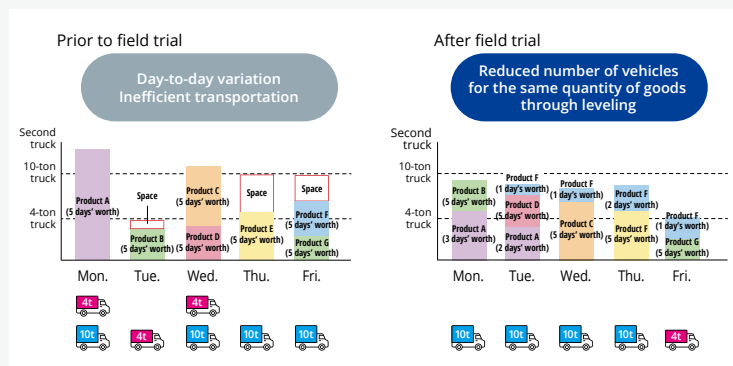 Prior to field trial
Day-to-day variation
Inefficient transportation
Second
truck
10-ton
truck
4-ton
truck
Product A
(5 days' worth)
Space
Product B
(5 days' worth)
Product C
(5 days' worth)
Product D
(5 days' worth)
Space
Product E
(5 days' worth)
Space
Product F
(5 days' worth)
Product G
(5 days' worth)
Mon.
Tue.
Wed.
Thu.
Fri.
4t
4t
10t
4t
10t
10t
10t
After field trial
Reduced number of vehicles
for the same quantity of goods
through leveling
Second
truck
10-ton
truck
4-ton
truck
Product B
(5 days' worth)
Product A
(3 days' worth)
Product F
(1 day's worth)
Product D
(5 days' worth)
Product A
(2 days' worth)
Product F
(1 day's worth)
Product C
(5 days' worth)
Product F
(2 days' worth)
Product F
(5 days' worth)
Product F
(1 day's worth)
Product G
(5 days' worth)
Mon.
Tue.
Wed.
Thu.
Fri.
10t
10t
10t
10t
4t